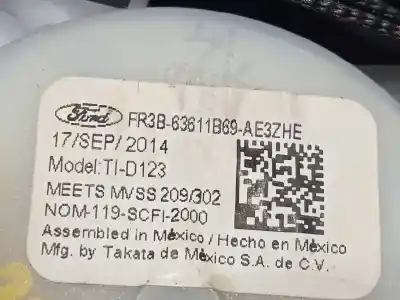 Ford FR3B-63611B69-AE3ZHE
17/SEP/2014
Model: TI-D123
MEETS MVSS 209/302
NOM-119-SCFI-2000
Assembled in México / Hecho en México
Mfg. by Takata de México S.A. de C.V.